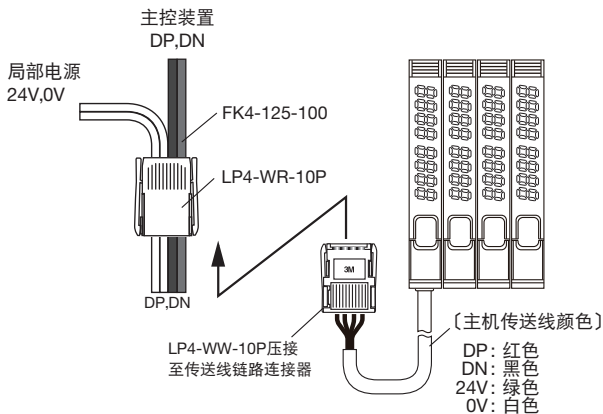 主控装置
DP,DN
局部电源
24V,0V
FK4-125-100
LP4-WR-10P
DP,DN
3M
LP4-WW-10P压接
至传送线链路连接器
〔主机传送线颜色〕
DP: 红色
DN: 黑色
24V: 绿色
0V: 白色